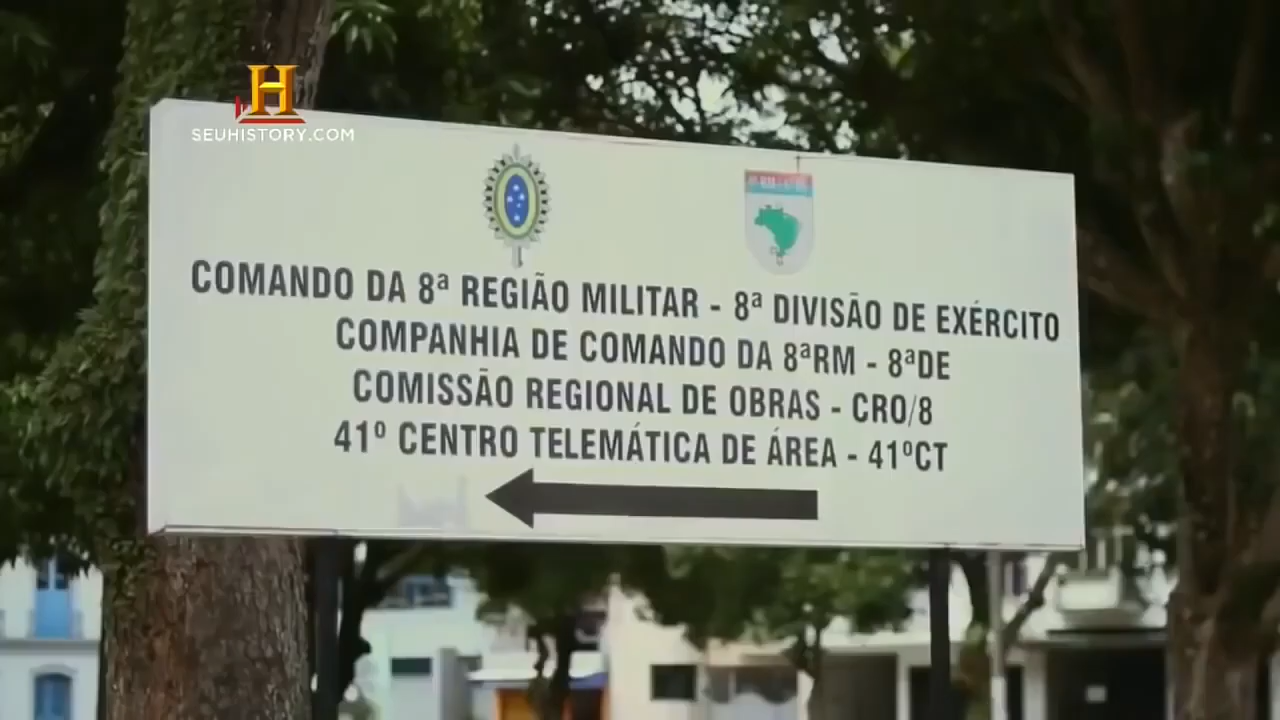 H
SEUHISTORY.COM
COMANDO DA 8ª REGIÃO MILITAR - 8ª DIVISÃO DE EXÉRCITO
COMPANHIA DE COMANDO DA 8ªRM - 8ªDE
COMISSÃO REGIONAL DE OBRAS - CRO/8
41º CENTRO TELEMÁTICA DE ÁREA - 41ºCT